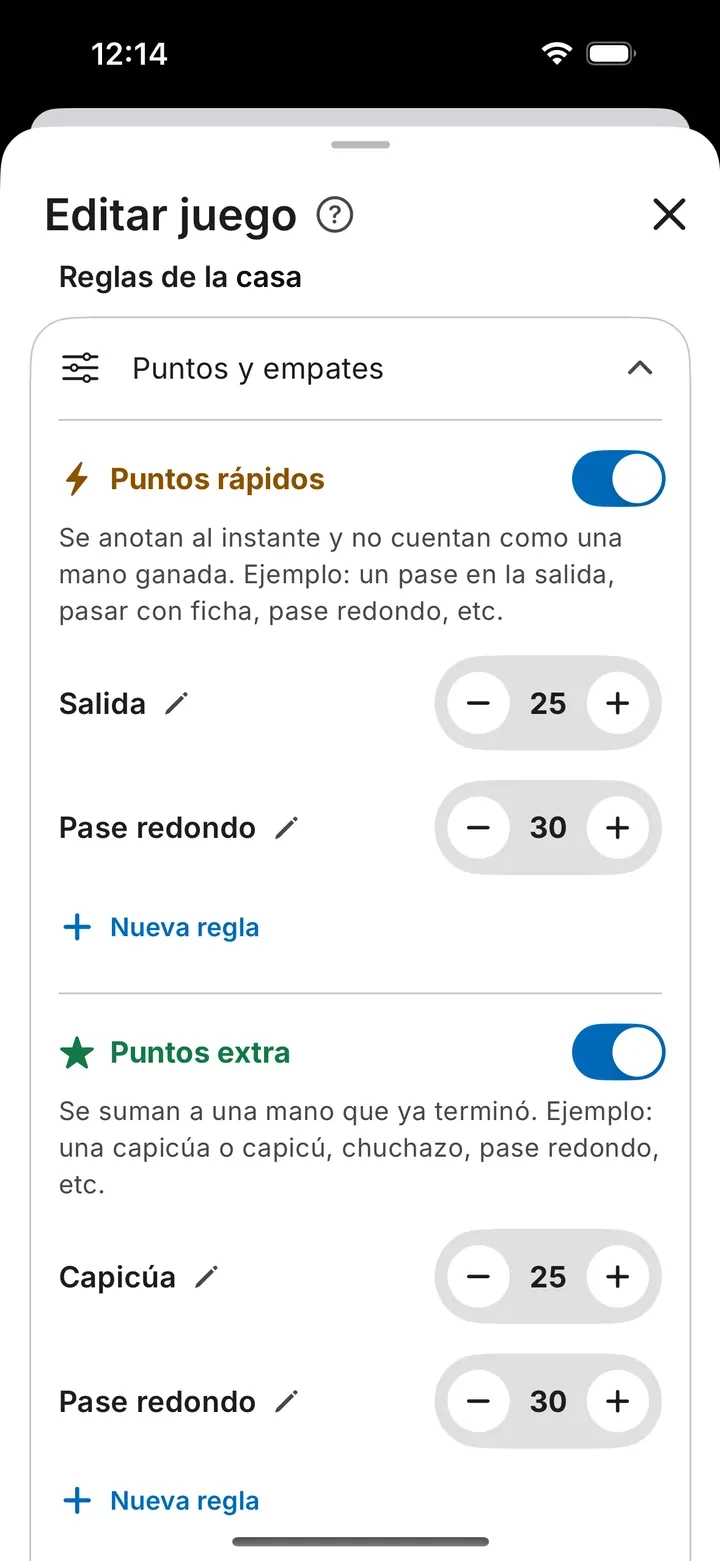 12:14
Editar juego ?
Reglas de la casa
Puntos y empates
Puntos rápidos
Se anotan al instante y no cuentan como una
mano ganada. Ejemplo: un pase en la salida,
pasar con ficha, pase redondo, etc.
Salida − 25 +
Pase redondo − 30 +
+ Nueva regla
Puntos extra
Se suman a una mano que ya terminó. Ejemplo:
una capicúa o capicú, chuchazo, pase redondo,
etc.
Capicúa − 25 +
Pase redondo − 30 +
+ Nueva regla